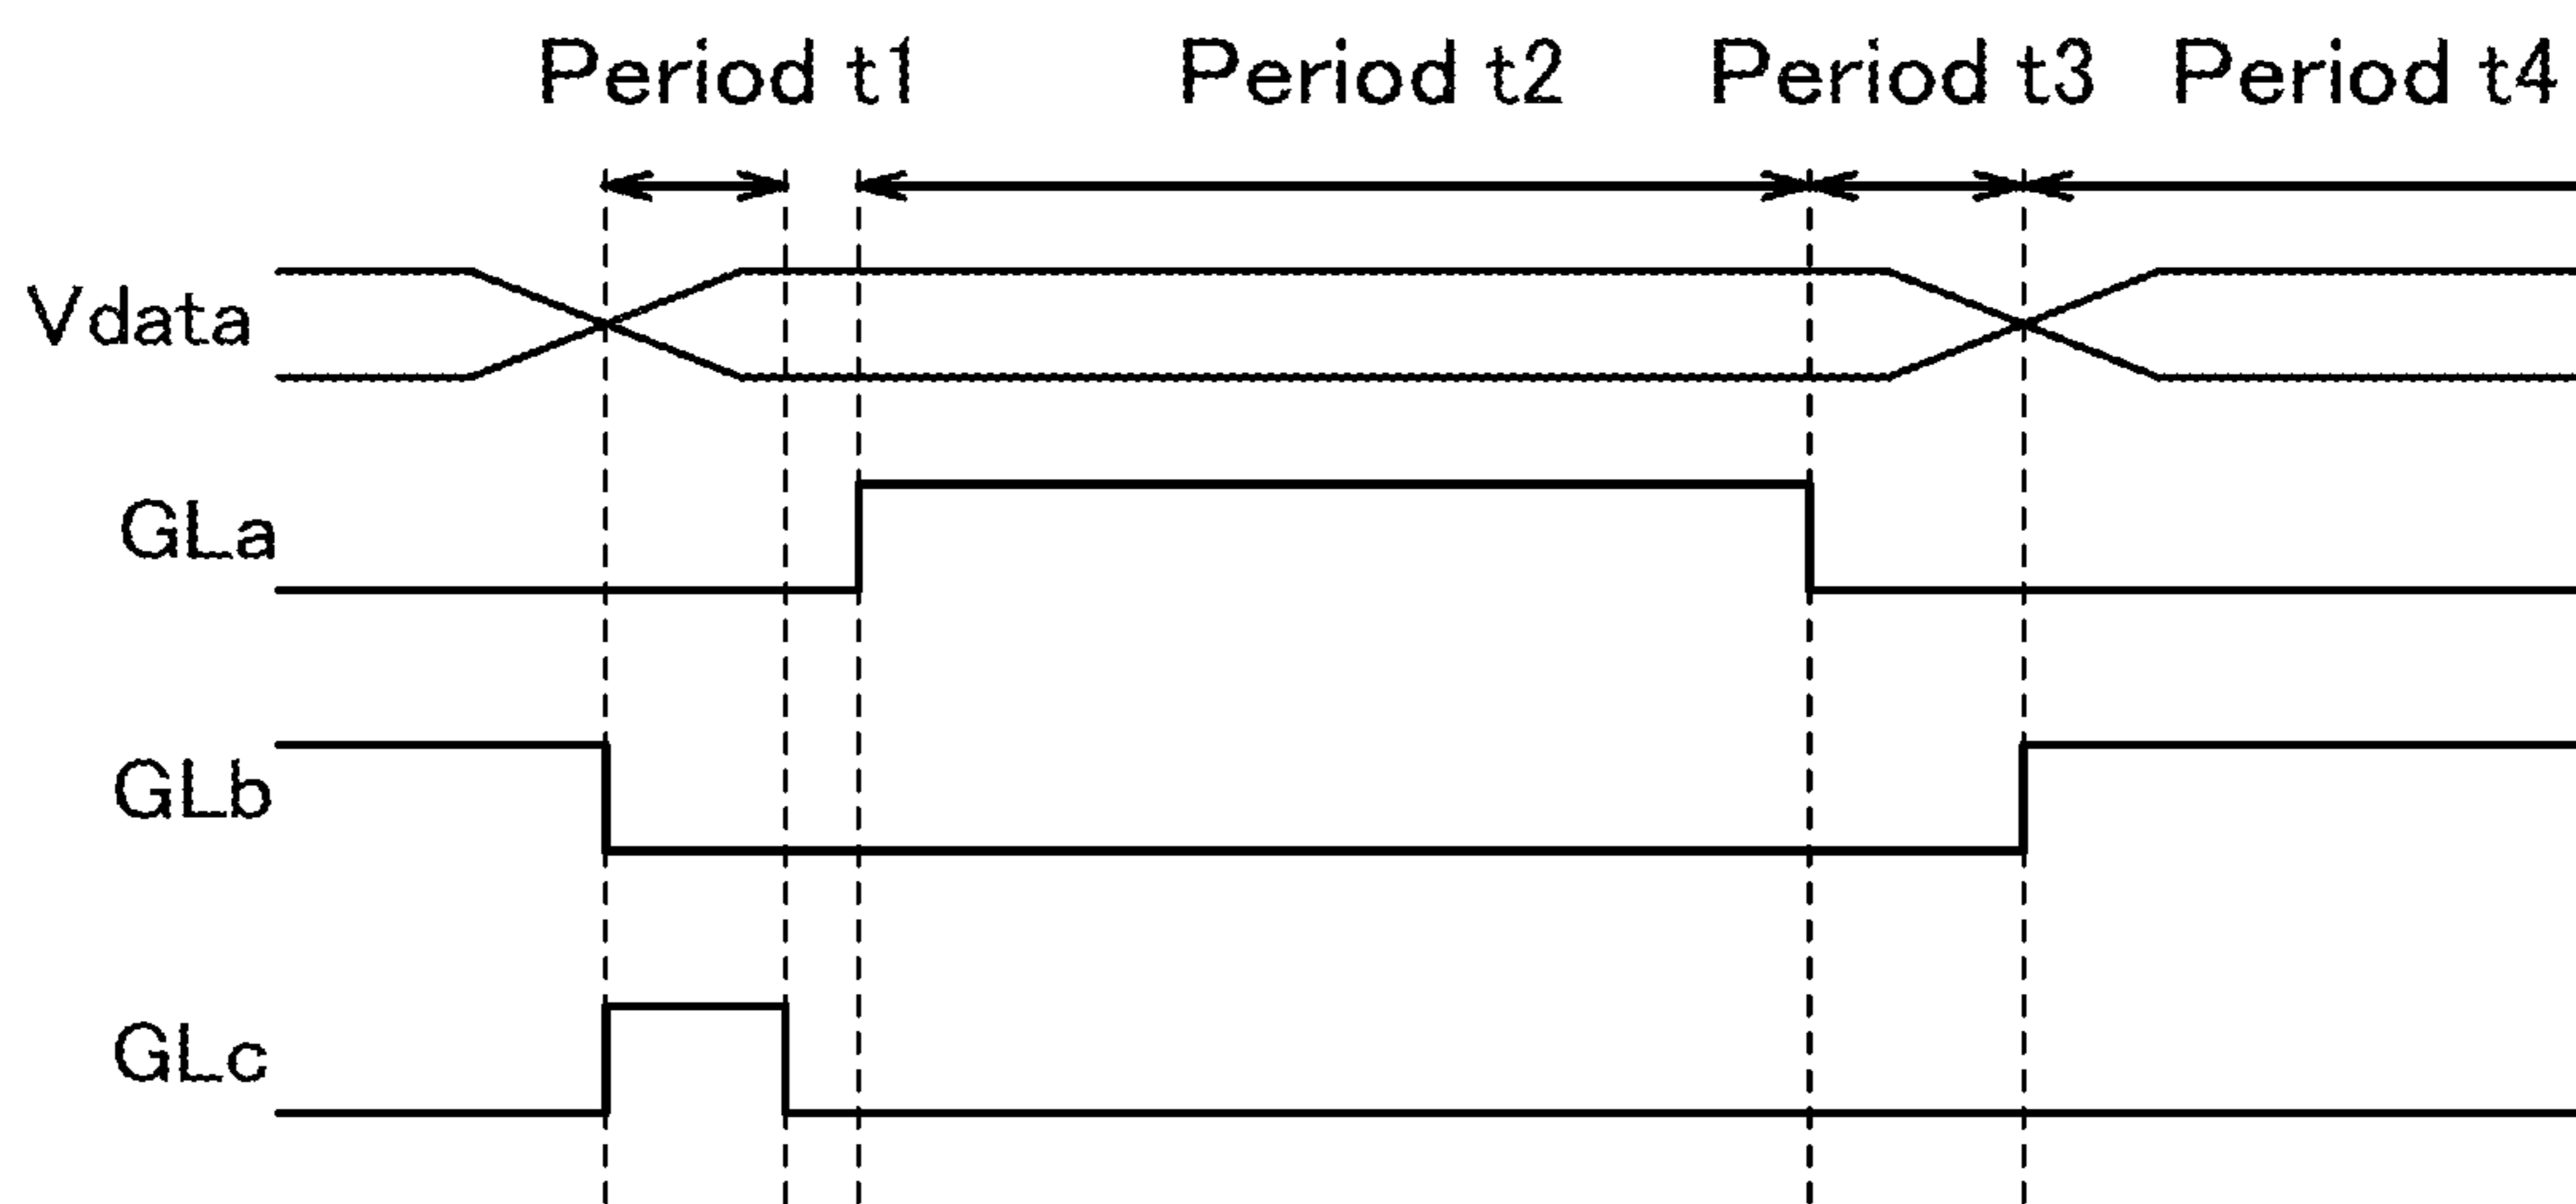 Period t1 Period t2 Period t3 Period t4
Vdata
GLa
GLb
GLc